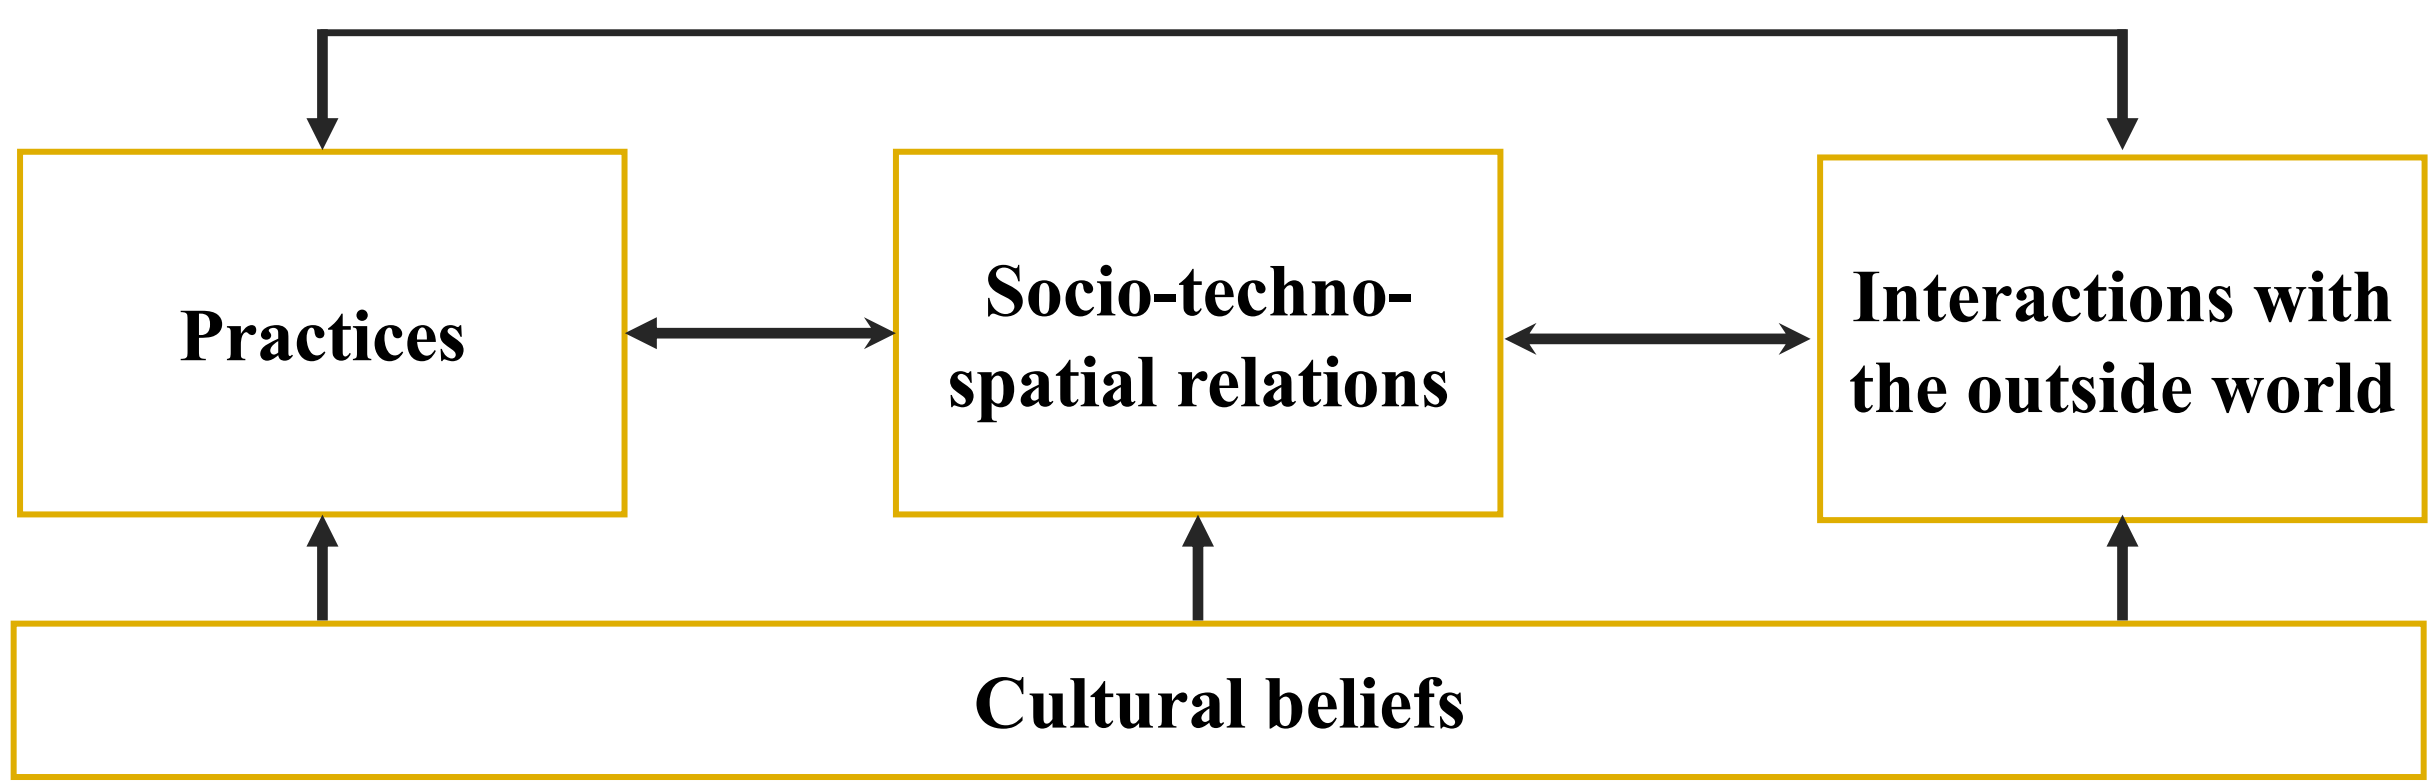 Practices
Socio-techno-
spatial relations
Interactions with
the outside world
Cultural beliefs